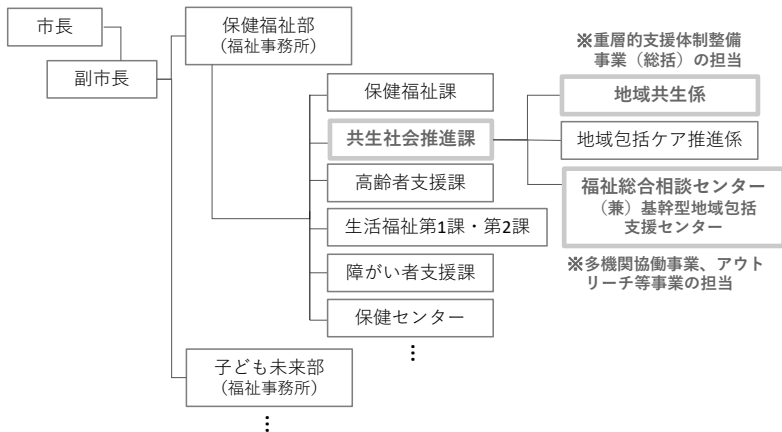 市長
副市長
保健福祉部
（福祉事務所）
保健福祉課
共生社会推進課
高齢者支援課
生活福祉第1課・第2課
障がい者支援課
保健センター
⋮
子ども未来部
（福祉事務所）
⋮
※重層的支援体制整備
事業（総括）の担当
地域共生係
地域包括ケア推進係
福祉総合相談センター
（兼）基幹型地域包括
支援センター
※多機関協働事業、アウト
リーチ等事業の担当